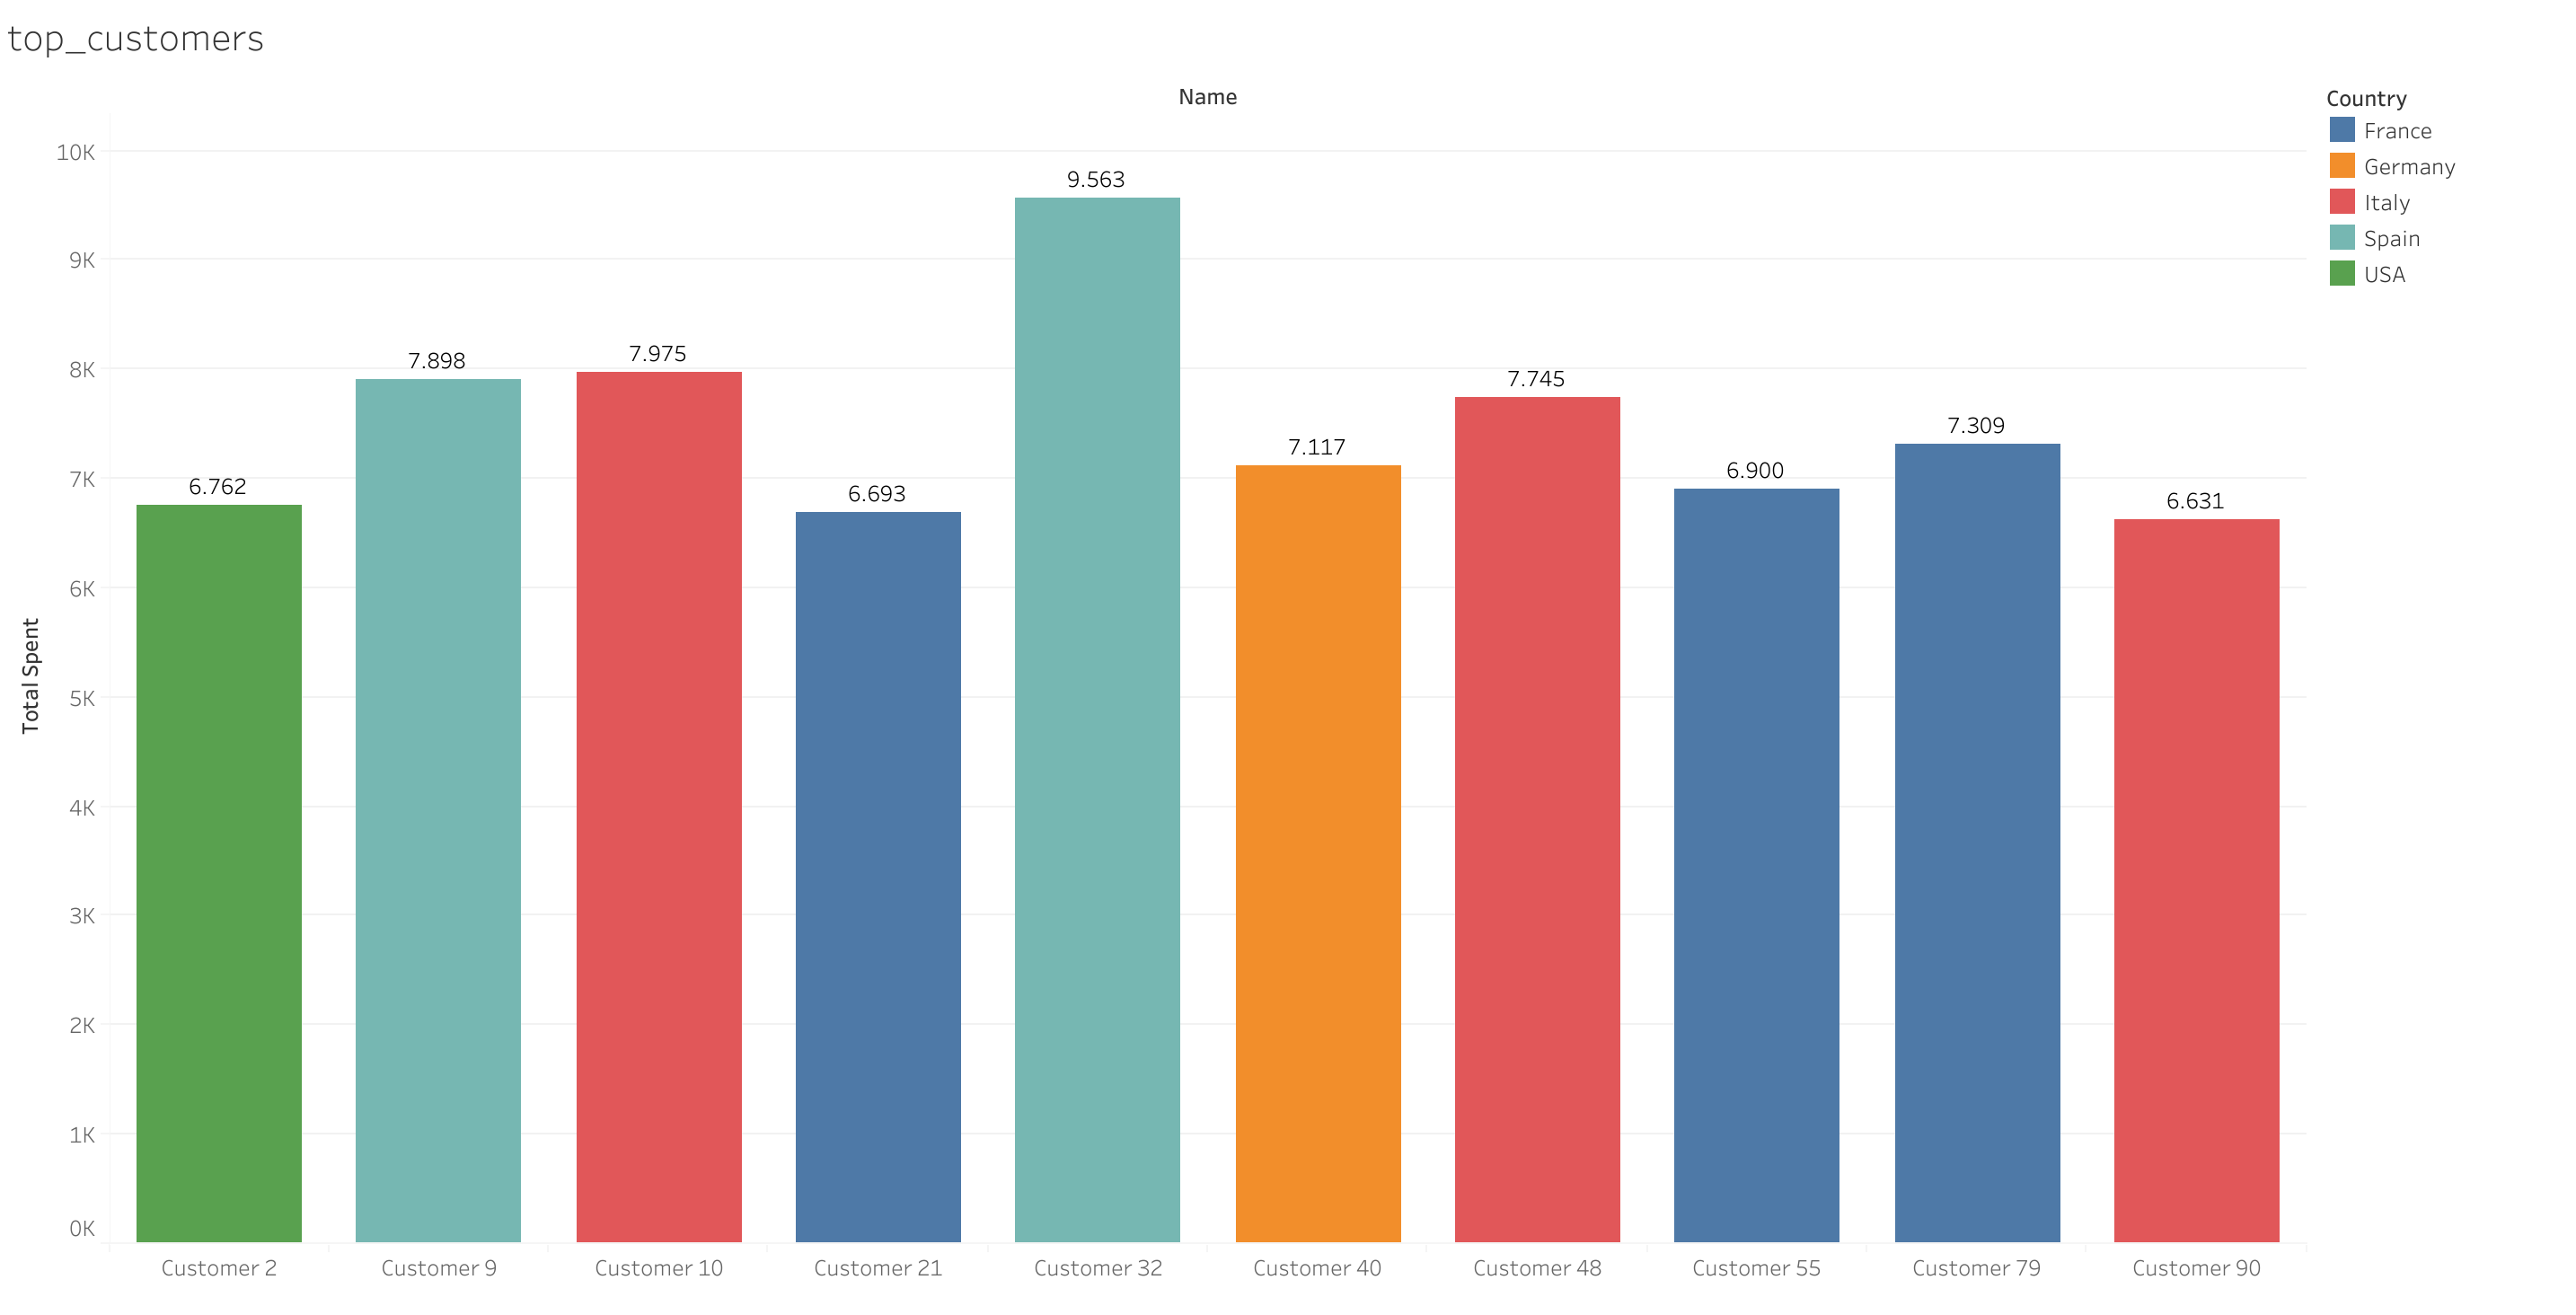 top_customers
Name
Country
France
Germany
Italy
Spain
USA
10K
9K
8K
7K
6K
5K
4K
3K
2K
1K
0K
Total Spent
6.762
7.898
7.975
6.693
9.563
7.117
7.745
6.900
7.309
6.631
Customer 2
Customer 9
Customer 10
Customer 21
Customer 32
Customer 40
Customer 48
Customer 55
Customer 79
Customer 90